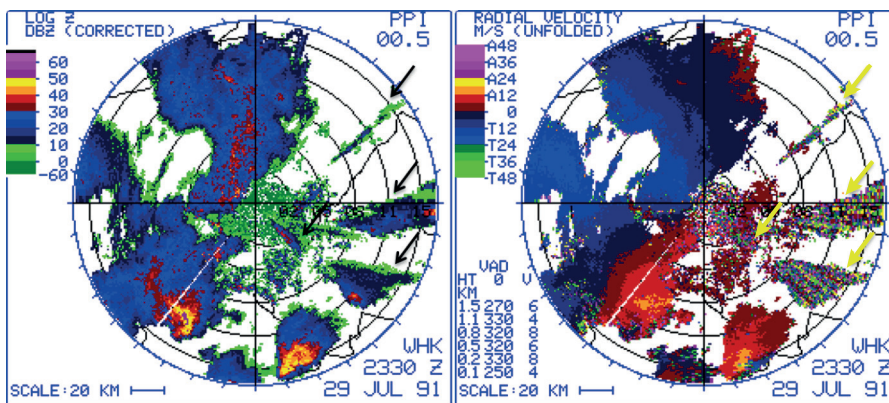 LOG Z
DBZ (CORRECTED)
PPI
00.5
60
50
40
30
20
10
0
-60
WHK
2330 Z
SCALE:20 KM
29 JUL 91
RADIAL VELOCITY
M/S (UNFOLDED)
PPI
00.5
A48
A36
A24
A12
0
T12
T24
T36
T48
VAD
HT 0 V
KM
1.5 270 6
1.1 330 4
0.8 320 8
0.5 320 6
0.2 330 8
0.1 250 4
WHK
2330 Z
SCALE:20 KM
29 JUL 91